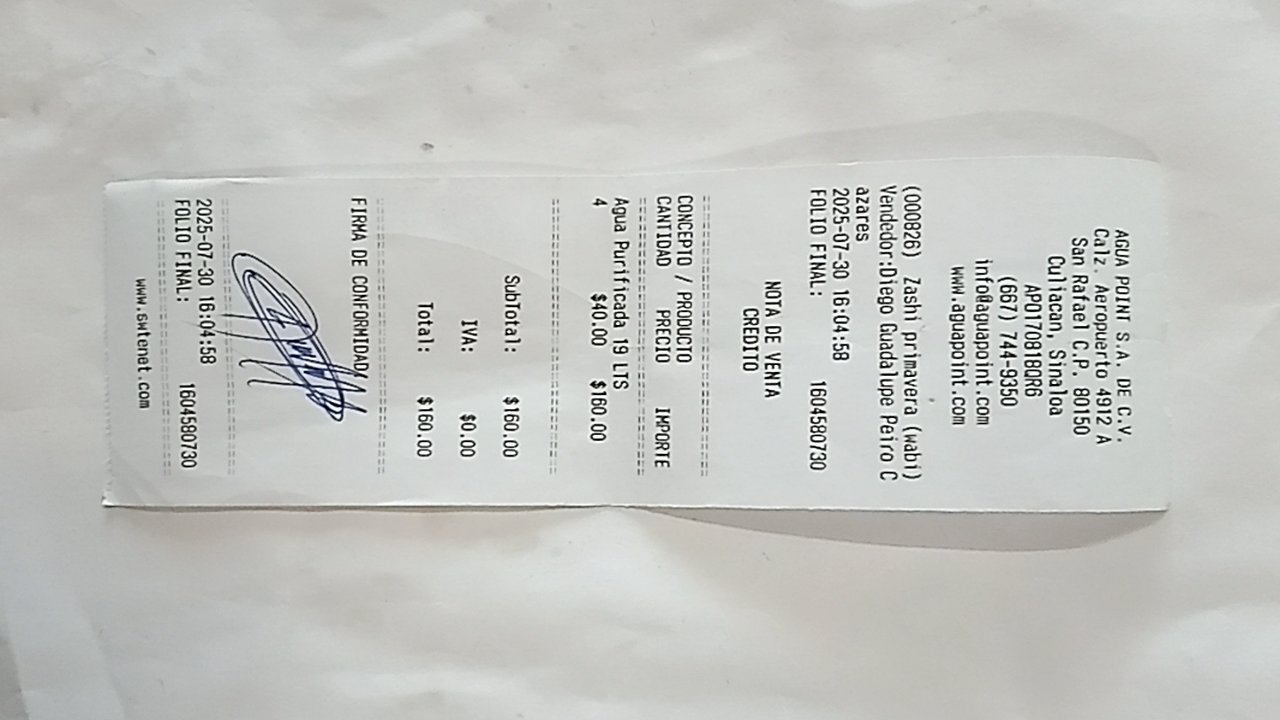 AGUA POINT S.A. DE C.V.
Calz. Aeropuerto 4912 A
San Rafael C.P. 80150
Culiacan, Sinaloa
APO170818QR6
(667) 744-9350
info@aguapoint.com
www.aguapoint.com
(000826) Zashi primavera (wabi)
Vendedor:Diego Guadalupe Peiro C
azares
2025-07-30 16:04:58
FOLIO FINAL: 1604580730
NOTA DE VENTA
CREDITO
CONCEPTO / PRODUCTO
CANTIDAD PRECIO IMPORTE
Agua Purificada 19 LTS
4 $40.00 $160.00
SubTotal: $160.00
IVA: $0.00
Total: $160.00
FIRMA DE CONFORMIDAD
2025-07-30 16:04:58
FOLIO FINAL: 1604580730
www.swtenet.com